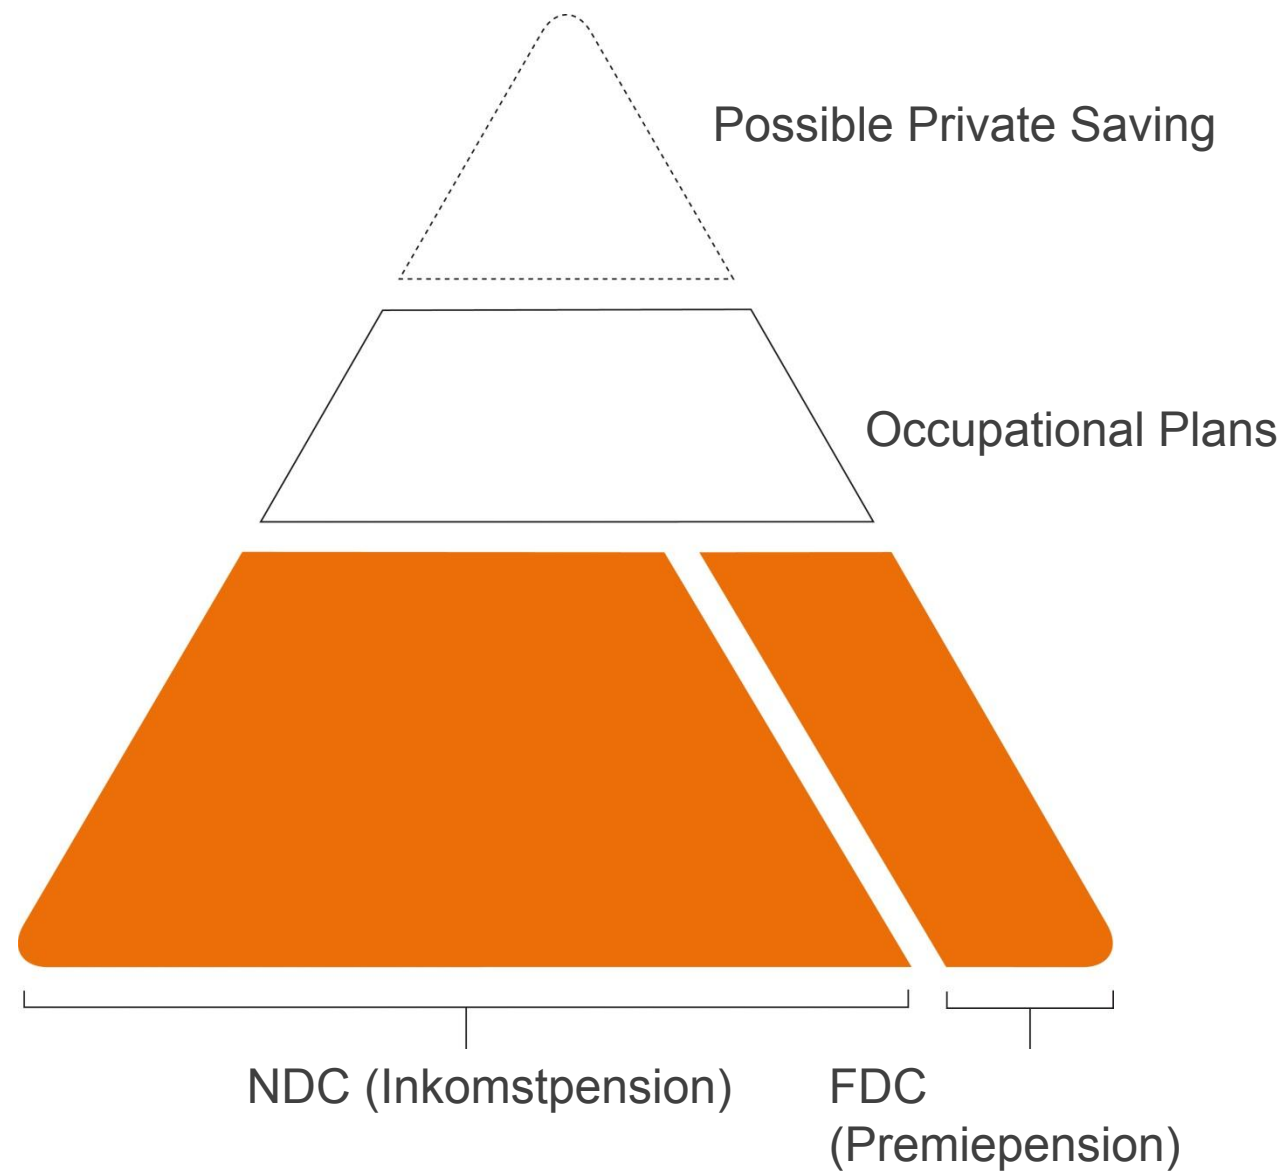 Possible Private Saving
Occupational Plans
NDC (Inkomstpension)
FDC
(Premiepension)